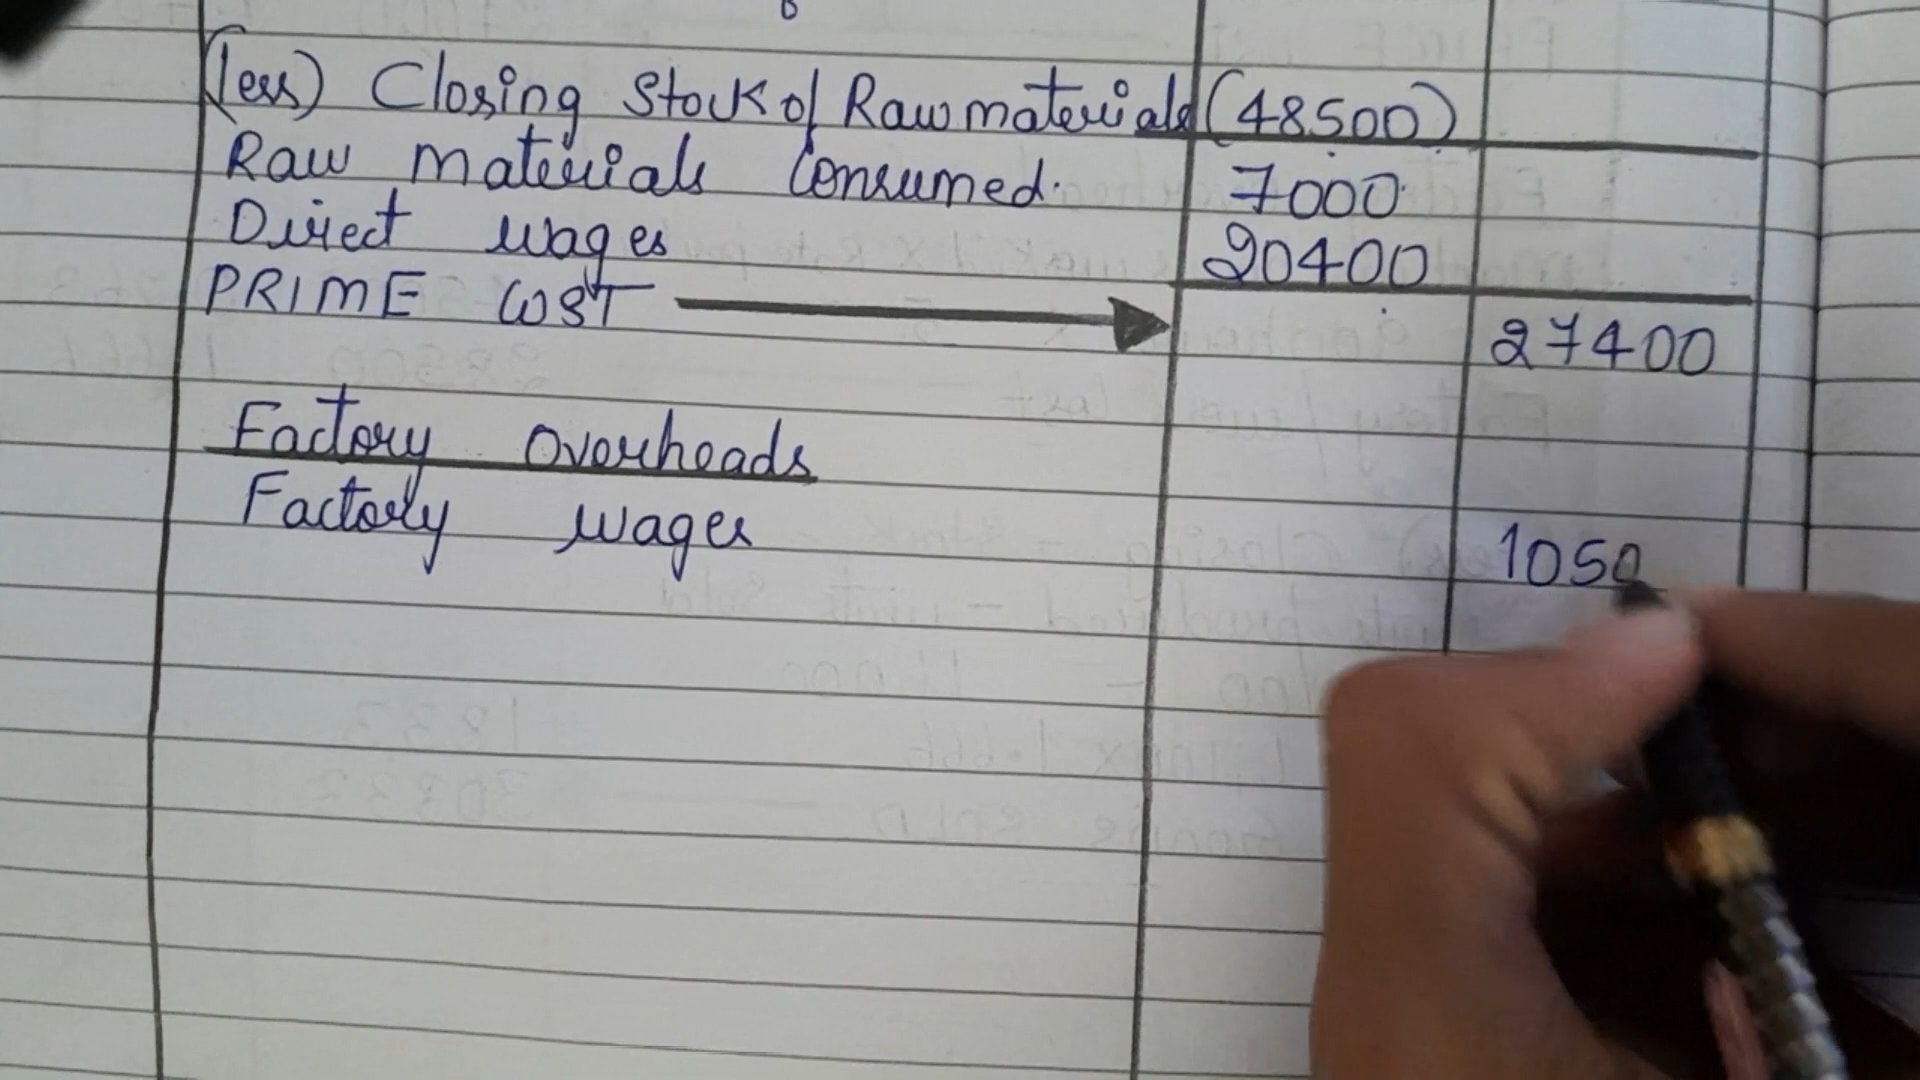 (less) Closing Stock of Raw materials (48500)
Raw materials Consumed. 7000
Direct wages 20400
PRIME COST 27400
Factory Overheads
Factory wages 1050